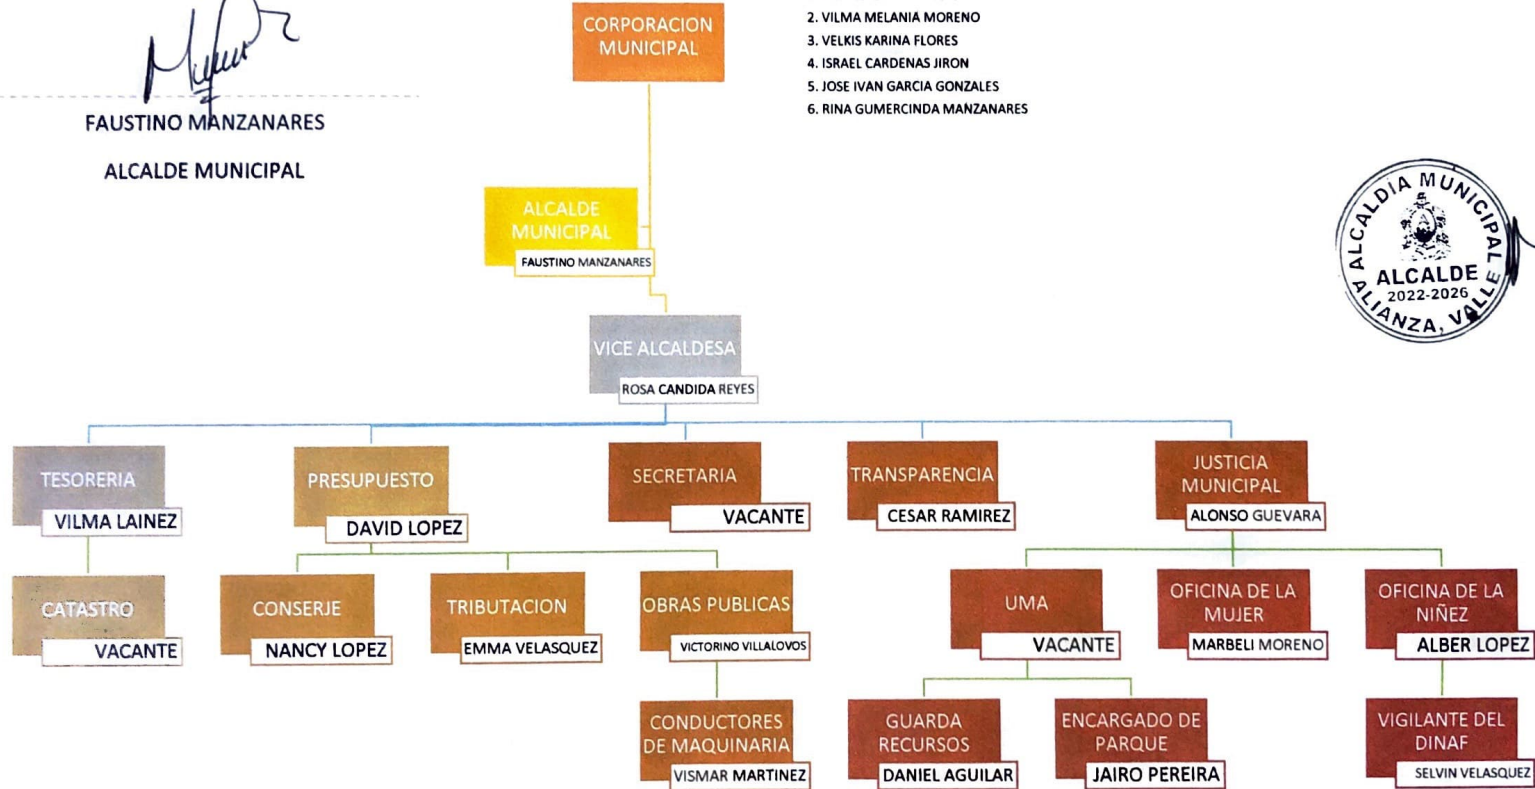 CORPORACION
MUNICIPAL
2. VILMA MELANIA MORENO
3. VELKIS KARINA FLORES
4. ISRAEL CARDENAS JIRON
5. JOSE IVAN GARCIA GONZALES
6. RINA GUMERCINDA MANZANARES
FAUSTINO MANZANARES
ALCALDE MUNICIPAL
ALCALDE
MUNICIPAL
FAUSTINO MANZANARES
ALCALDIA MUNICIPAL
ALCALDE
2022-2026
ALIANZA, VALLE
VICE ALCALDESA
ROSA CANDIDA REYES
TESORERIA
VILMA LAINEZ
PRESUPUESTO
DAVID LOPEZ
SECRETARIA
VACANTE
TRANSPARENCIA
CESAR RAMIREZ
JUSTICIA
MUNICIPAL
ALONSO GUEVARA
CATASTRO
VACANTE
CONSERJE
NANCY LOPEZ
TRIBUTACION
EMMA VELASQUEZ
OBRAS PUBLICAS
VICTORINO VILLALOVOS
UMA
VACANTE
OFICINA DE LA
MUJER
MARBELI MORENO
OFICINA DE LA
NIÑEZ
ALBER LOPEZ
CONDUCTORES
DE MAQUINARIA
VISMAR MARTINEZ
GUARDA
RECURSOS
DANIEL AGUILAR
ENCARGADO DE
PARQUE
JAIRO PEREIRA
VIGILANTE DEL
DINAF
SELVIN VELASQUEZ